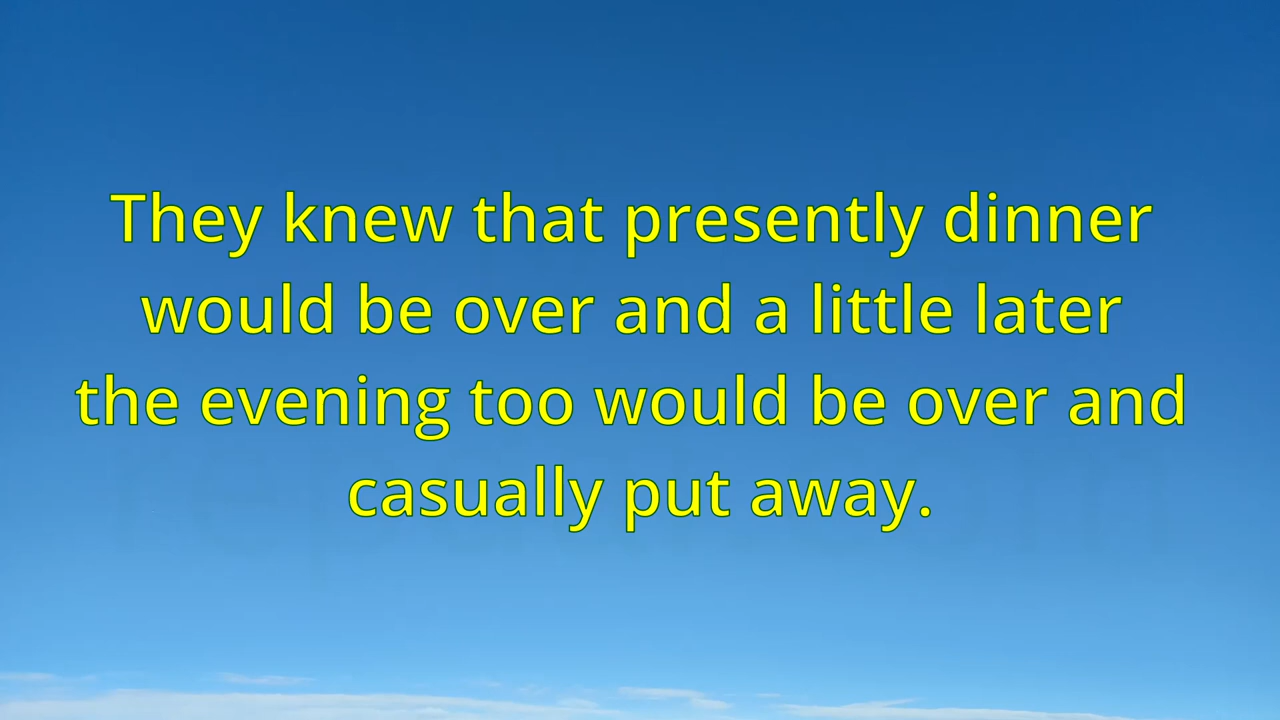 They knew that presently dinner
would be over and a little later
the evening too would be over and
casually put away.